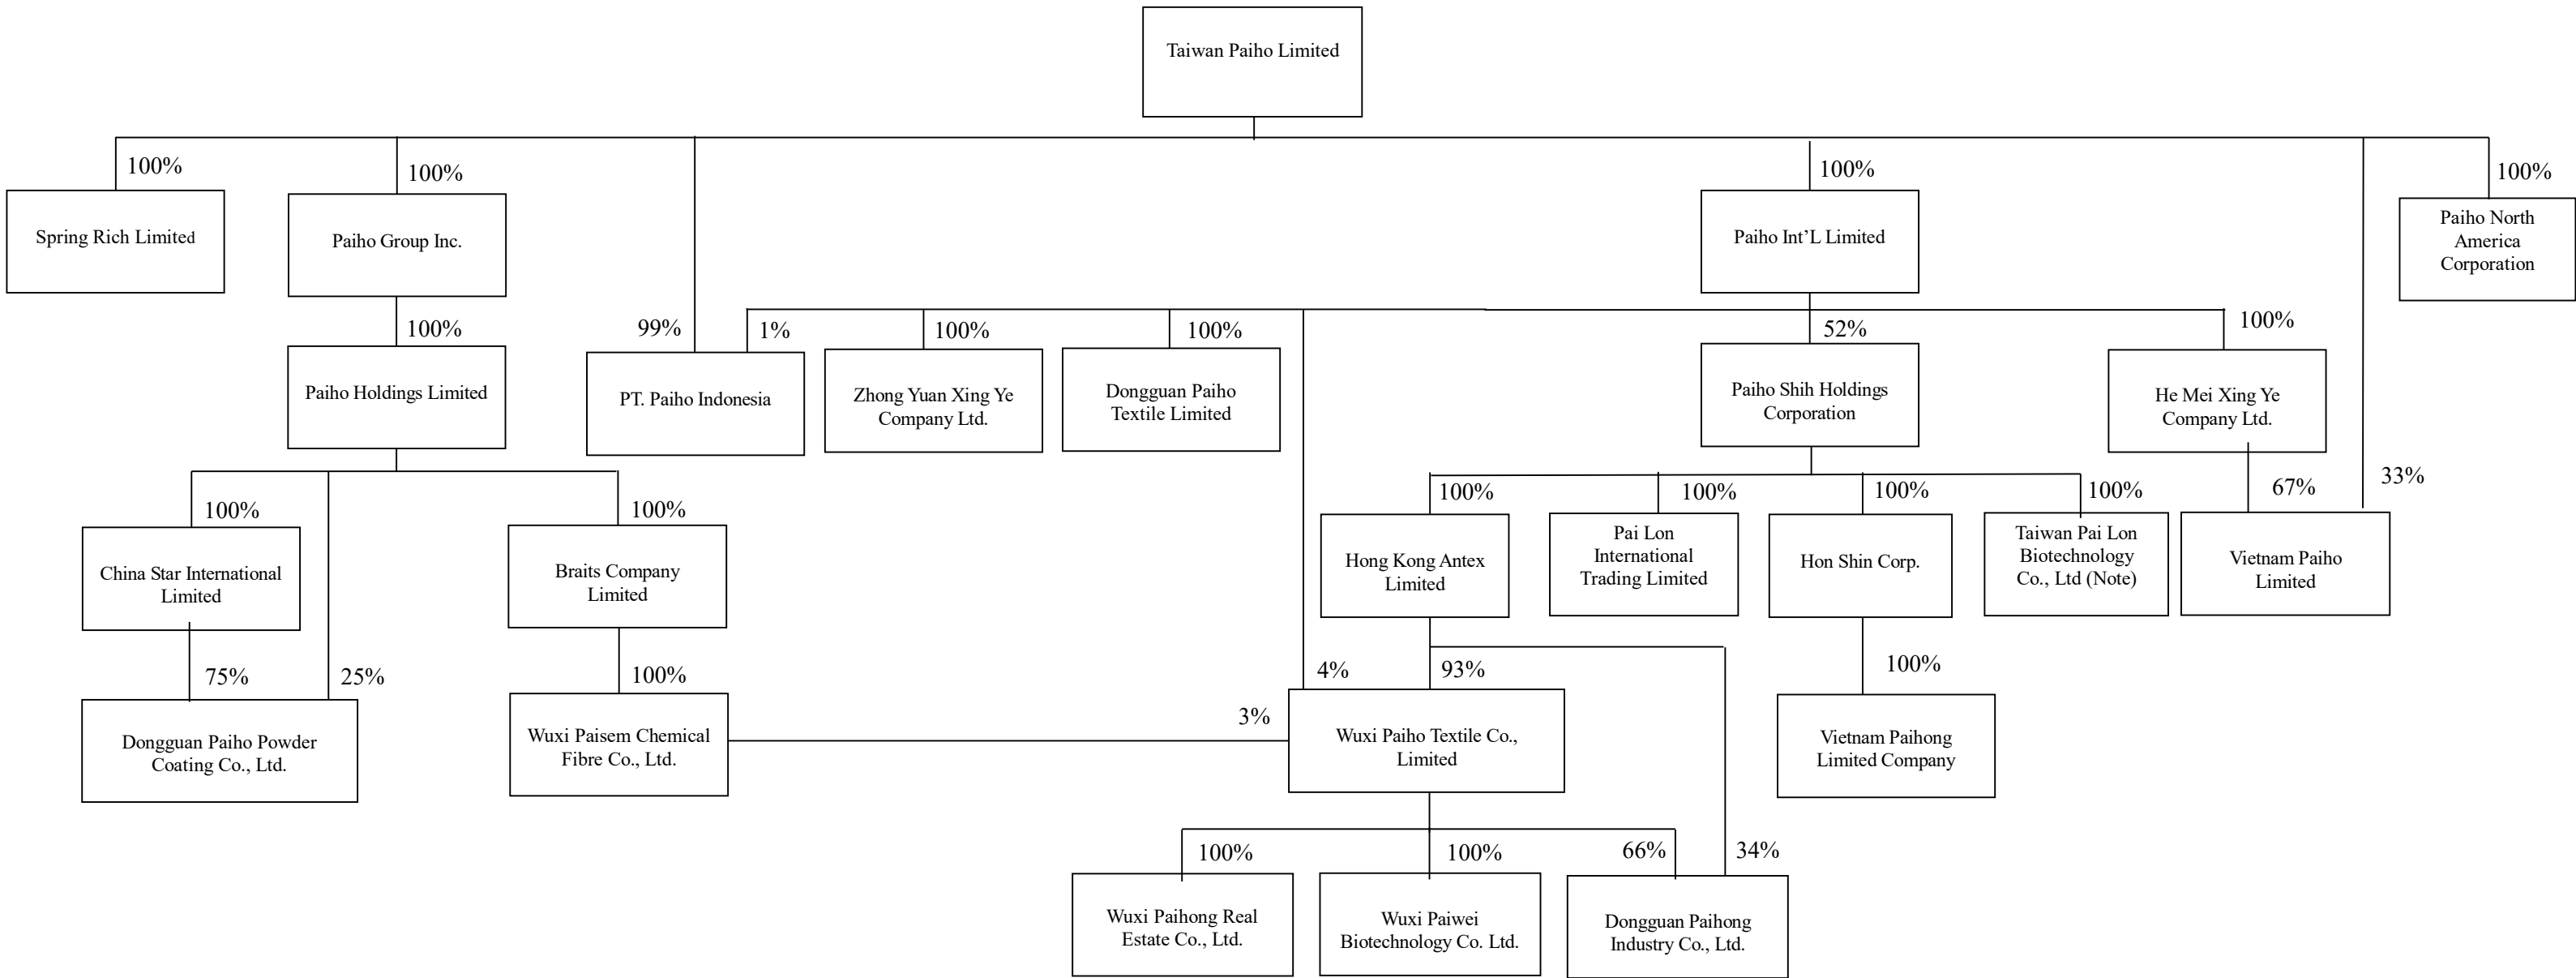 Taiwan Paiho Limited
100%
100%
100%
100%
Spring Rich Limited
Paiho Group Inc.
Paiho Int’L Limited
Paiho North
America
Corporation
100%
99%
1%
100%
100%
52%
100%
Paiho Holdings Limited
PT. Paiho Indonesia
Zhong Yuan Xing Ye
Company Ltd.
Dongguan Paiho
Textile Limited
Paiho Shih Holdings
Corporation
He Mei Xing Ye
Company Ltd.
100%
100%
100%
100%
100%
100%
67%
33%
China Star International
Limited
Braits Company
Limited
Hong Kong Antex
Limited
Pai Lon
International
Trading Limited
Hon Shin Corp.
Taiwan Pai Lon
Biotechnology
Co., Ltd (Note)
Vietnam Paiho
Limited
75%
25%
100%
4%
93%
100%
3%
Dongguan Paiho Powder
Coating Co., Ltd.
Wuxi Paisem Chemical
Fibre Co., Ltd.
Wuxi Paiho Textile Co.,
Limited
Vietnam Paihong
Limited Company
100%
100%
66%
34%
Wuxi Paihong Real
Estate Co., Ltd.
Wuxi Paiwei
Biotechnology Co. Ltd.
Dongguan Paihong
Industry Co., Ltd.